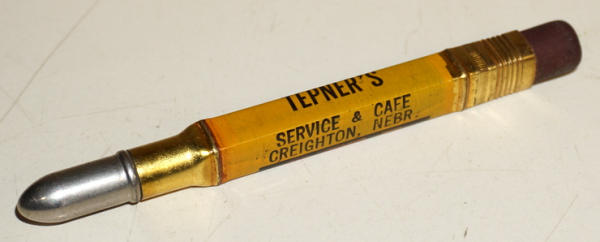 TEPNER'S
SERVICE & CAFE
CREIGHTON, NEBR.